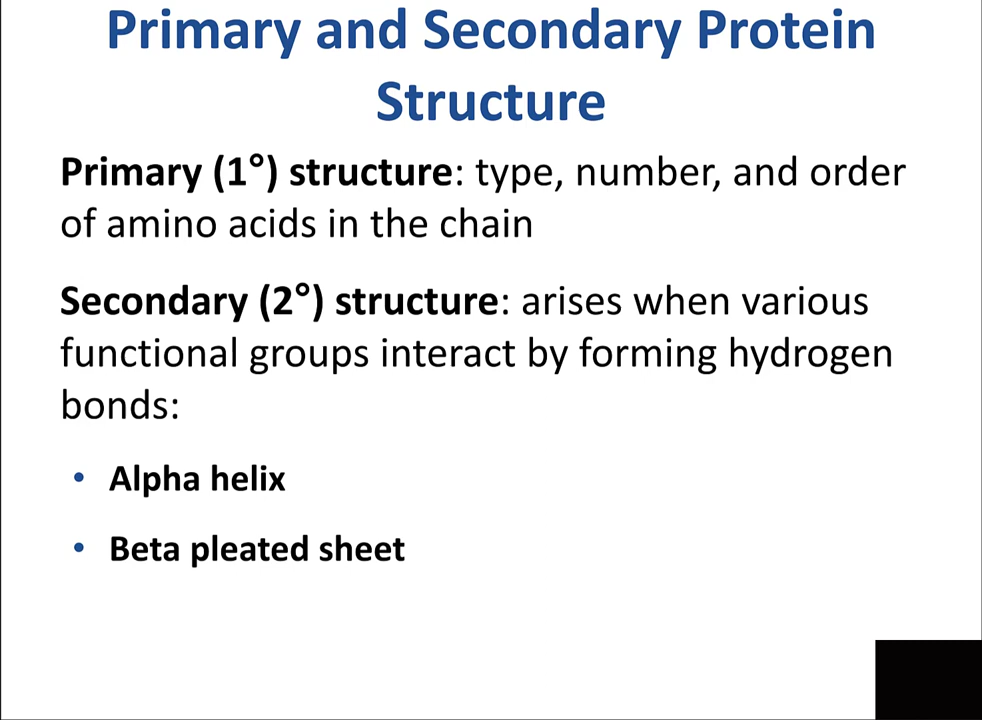 Primary and Secondary Protein
Structure
Primary (1°) structure: type, number, and order
of amino acids in the chain
Secondary (2°) structure: arises when various
functional groups interact by forming hydrogen
bonds:
• Alpha helix
• Beta pleated sheet